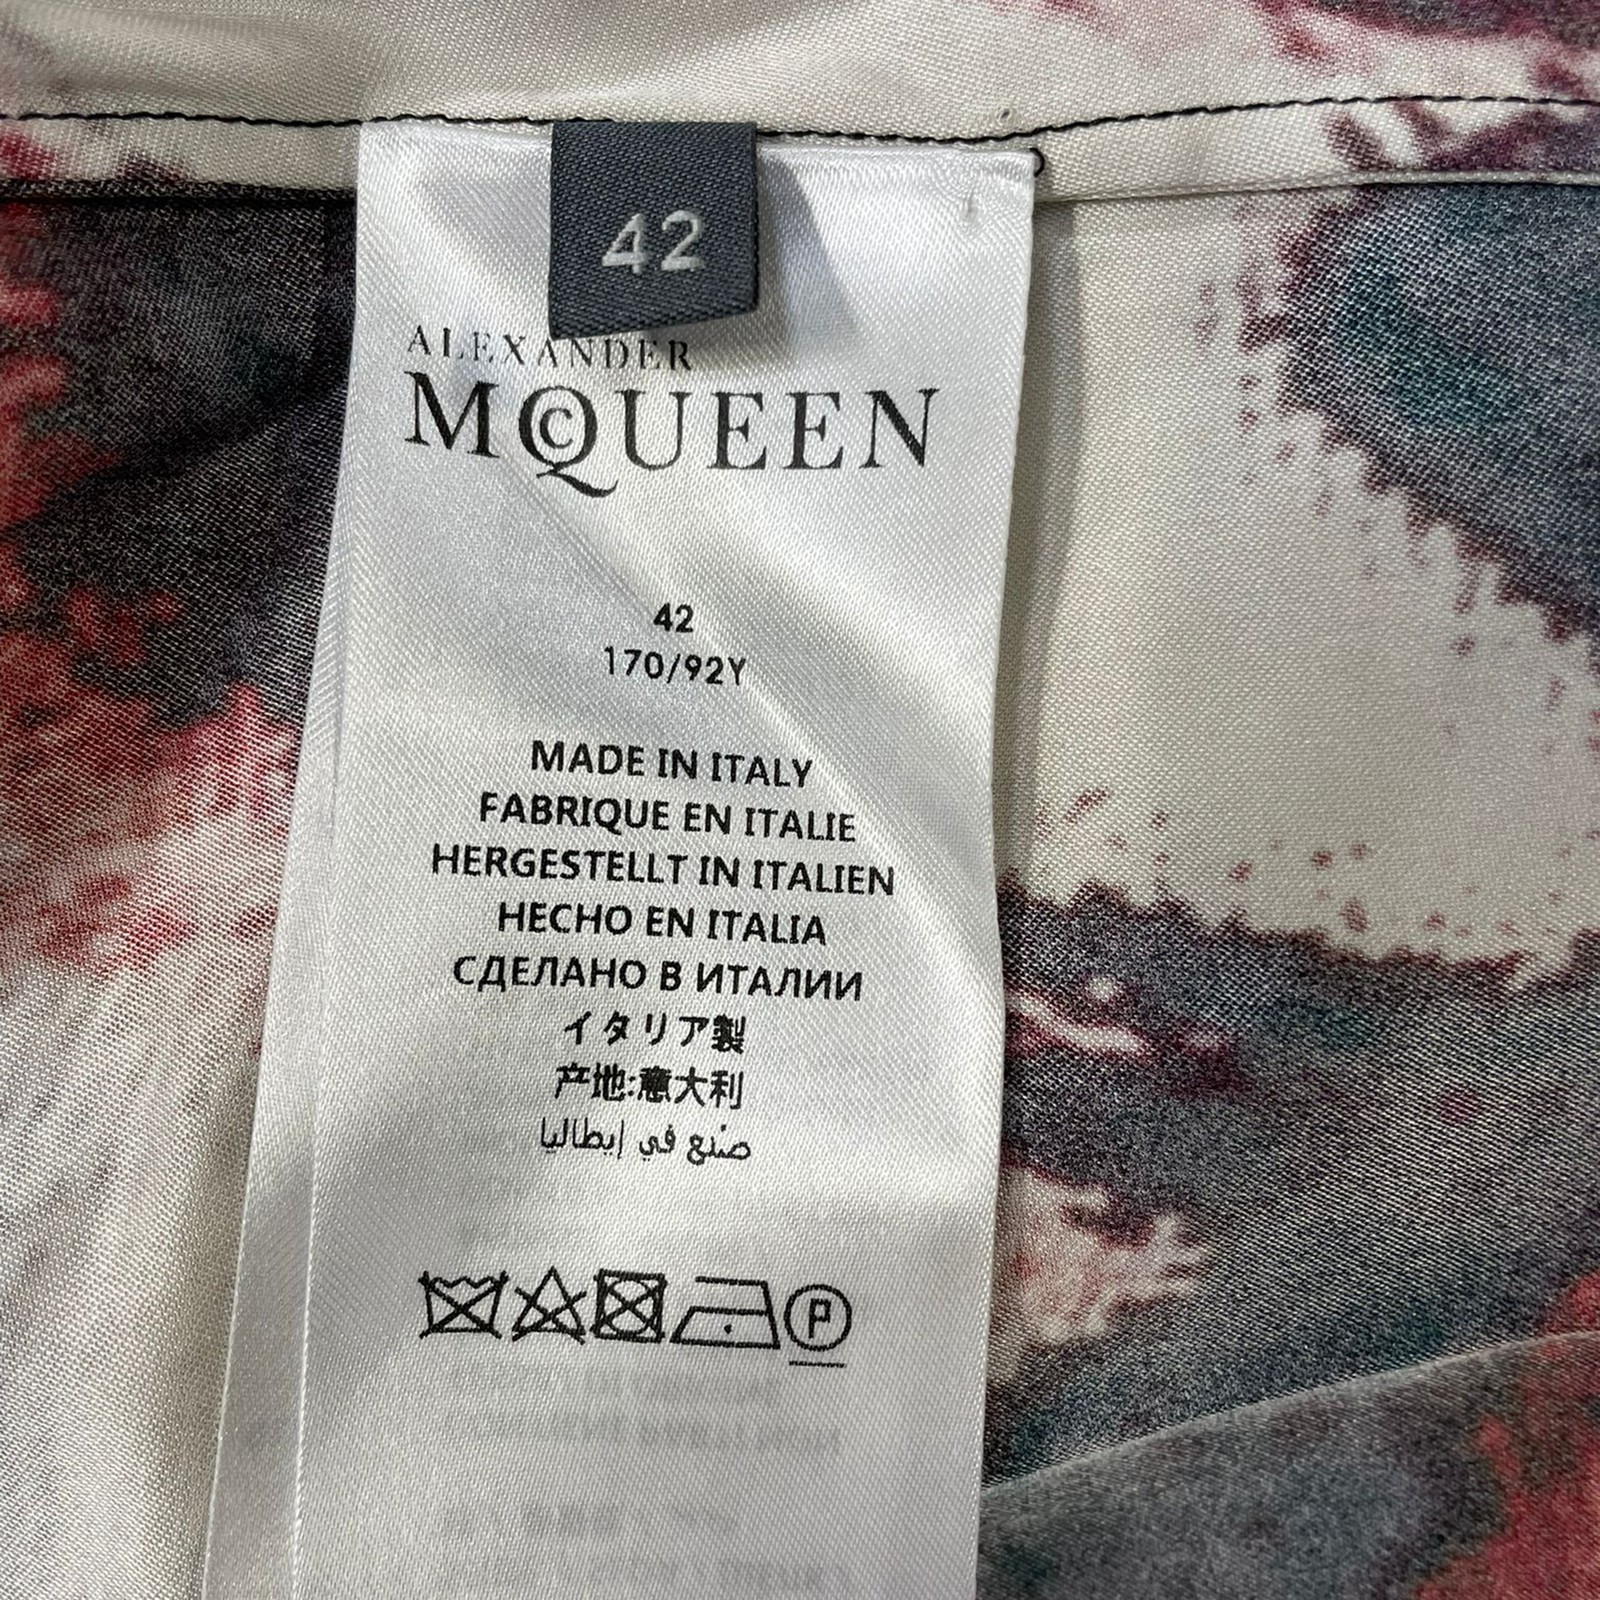 42
ALEXANDER
McQUEEN
42
170/92Y
MADE IN ITALY
FABRIQUE EN ITALIE
HERGESTELLT IN ITALIEN
HECHO EN ITALIA
СДЕЛАНО В ИТАЛИИ
イタリア製
产地:意大利
صُنع في إيطاليا
P